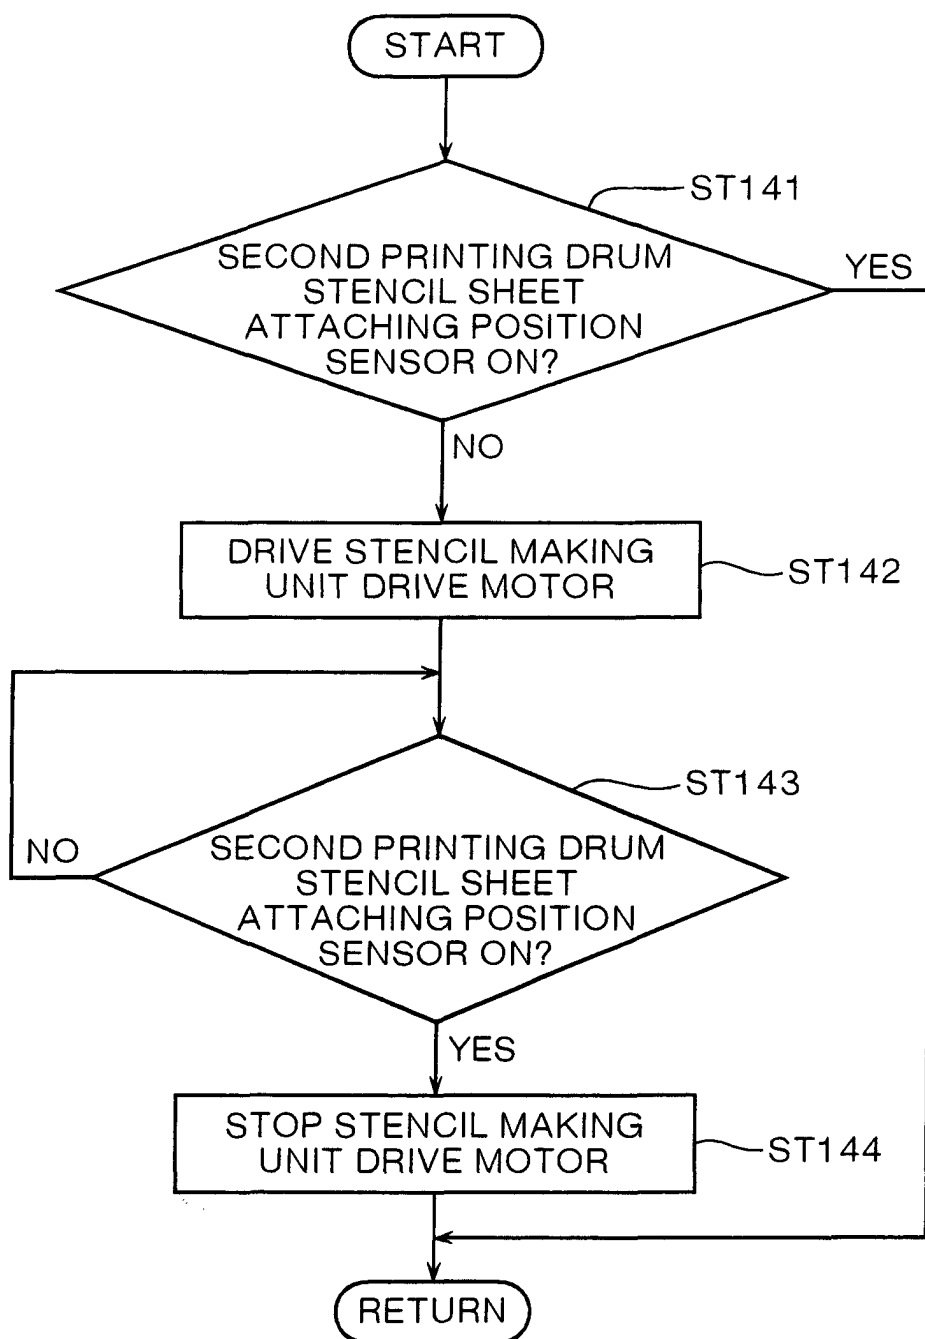 START
ST141
SECOND PRINTING DRUM
STENCIL SHEET
ATTACHING POSITION
SENSOR ON?
YES
NO
DRIVE STENCIL MAKING
UNIT DRIVE MOTOR
ST142
ST143
NO
SECOND PRINTING DRUM
STENCIL SHEET
ATTACHING POSITION
SENSOR ON?
YES
STOP STENCIL MAKING
UNIT DRIVE MOTOR
ST144
RETURN